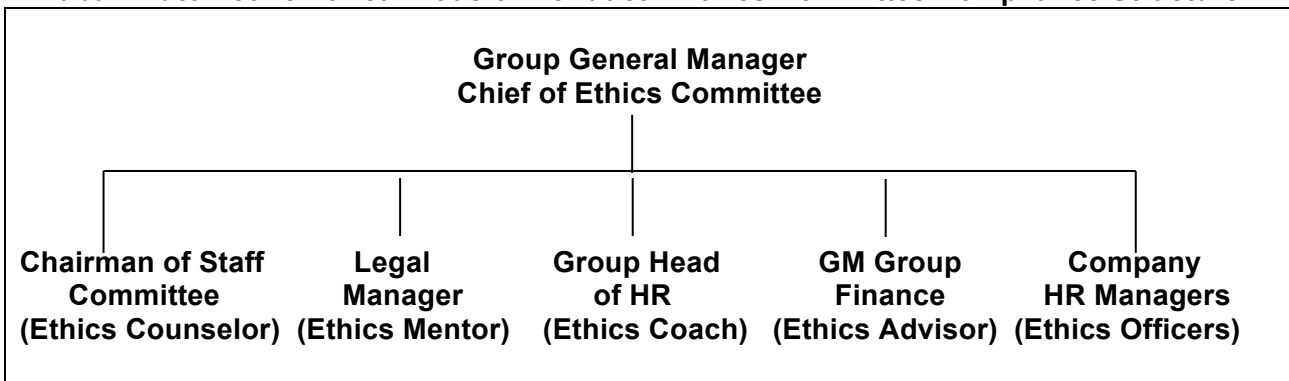 Group General Manager
Chief of Ethics Committee
Chairman of Staff Committee (Ethics Counselor)
Legal Manager (Ethics Mentor)
Group Head of HR (Ethics Coach)
GM Group Finance (Ethics Advisor)
Company HR Managers (Ethics Officers)